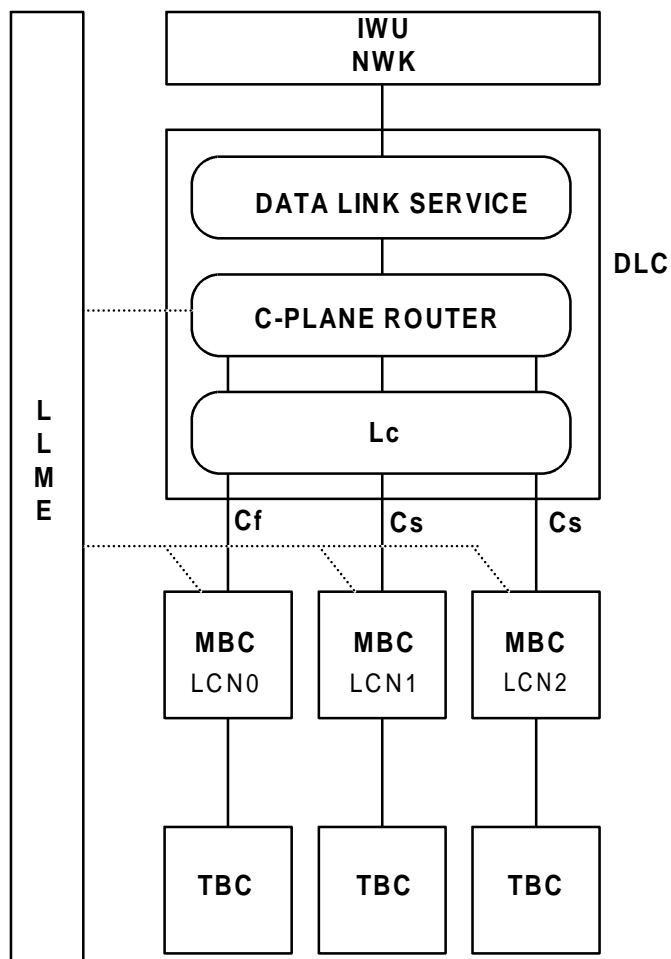 IWU
NWK
DATA LINK SERVICE
DLC
C-PLANE ROUTER
Lc
L
L
M
E
Cf
Cs
Cs
MBC
LCN0
MBC
LCN1
MBC
LCN2
TBC
TBC
TBC